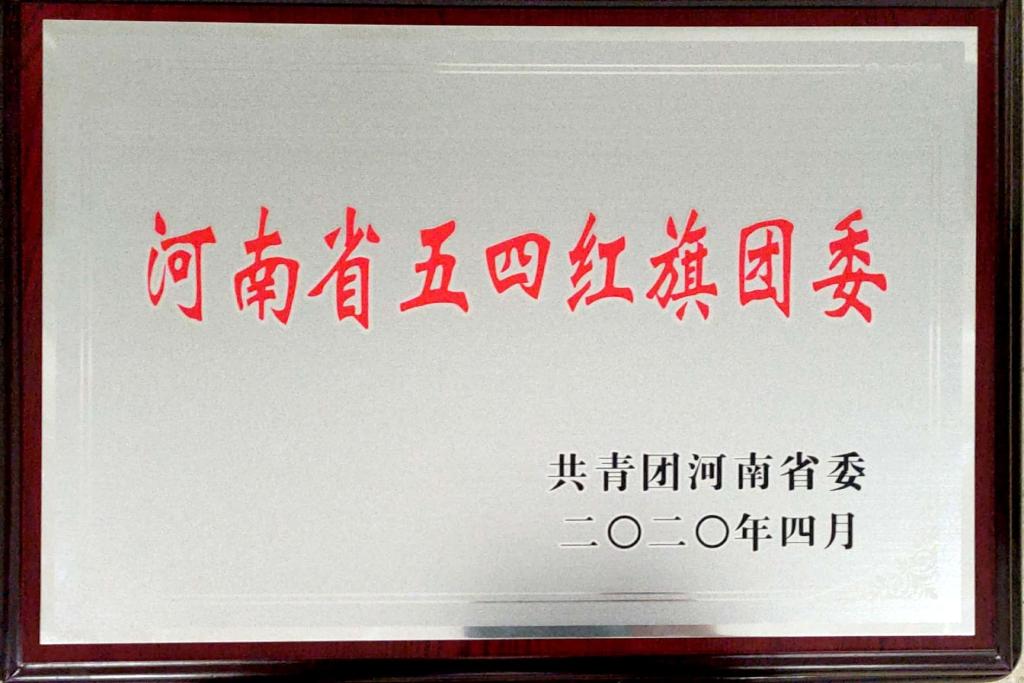 河南省五四红旗团委
共青团河南省委
二〇二〇年四月